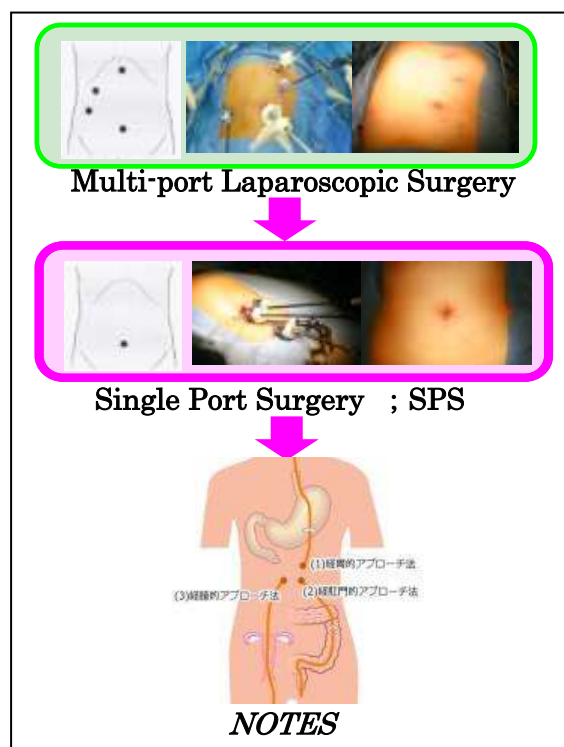 Multi-port Laparoscopic Surgery
Single Port Surgery ; SPS
(1)経胃的アプローチ法
(3)経膣的アプローチ法
(2)経肛門的アプローチ法
NOTES